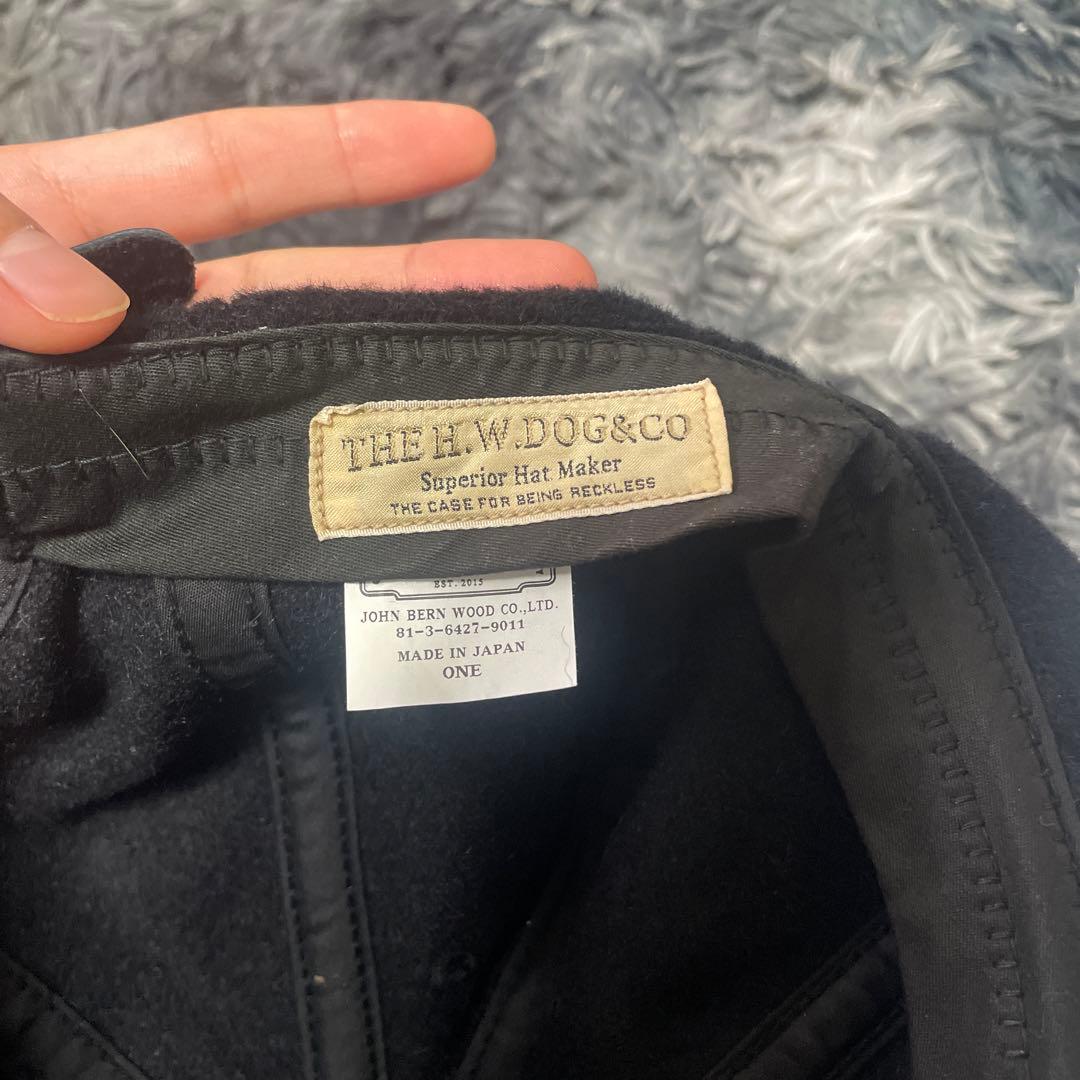 THE H.W.DOG&CO
Superior Hat Maker
THE CASE FOR BEING RECKLESS
EST. 2015
JOHN BERN WOOD CO.,LTD.
81-3-6427-9011
MADE IN JAPAN
ONE